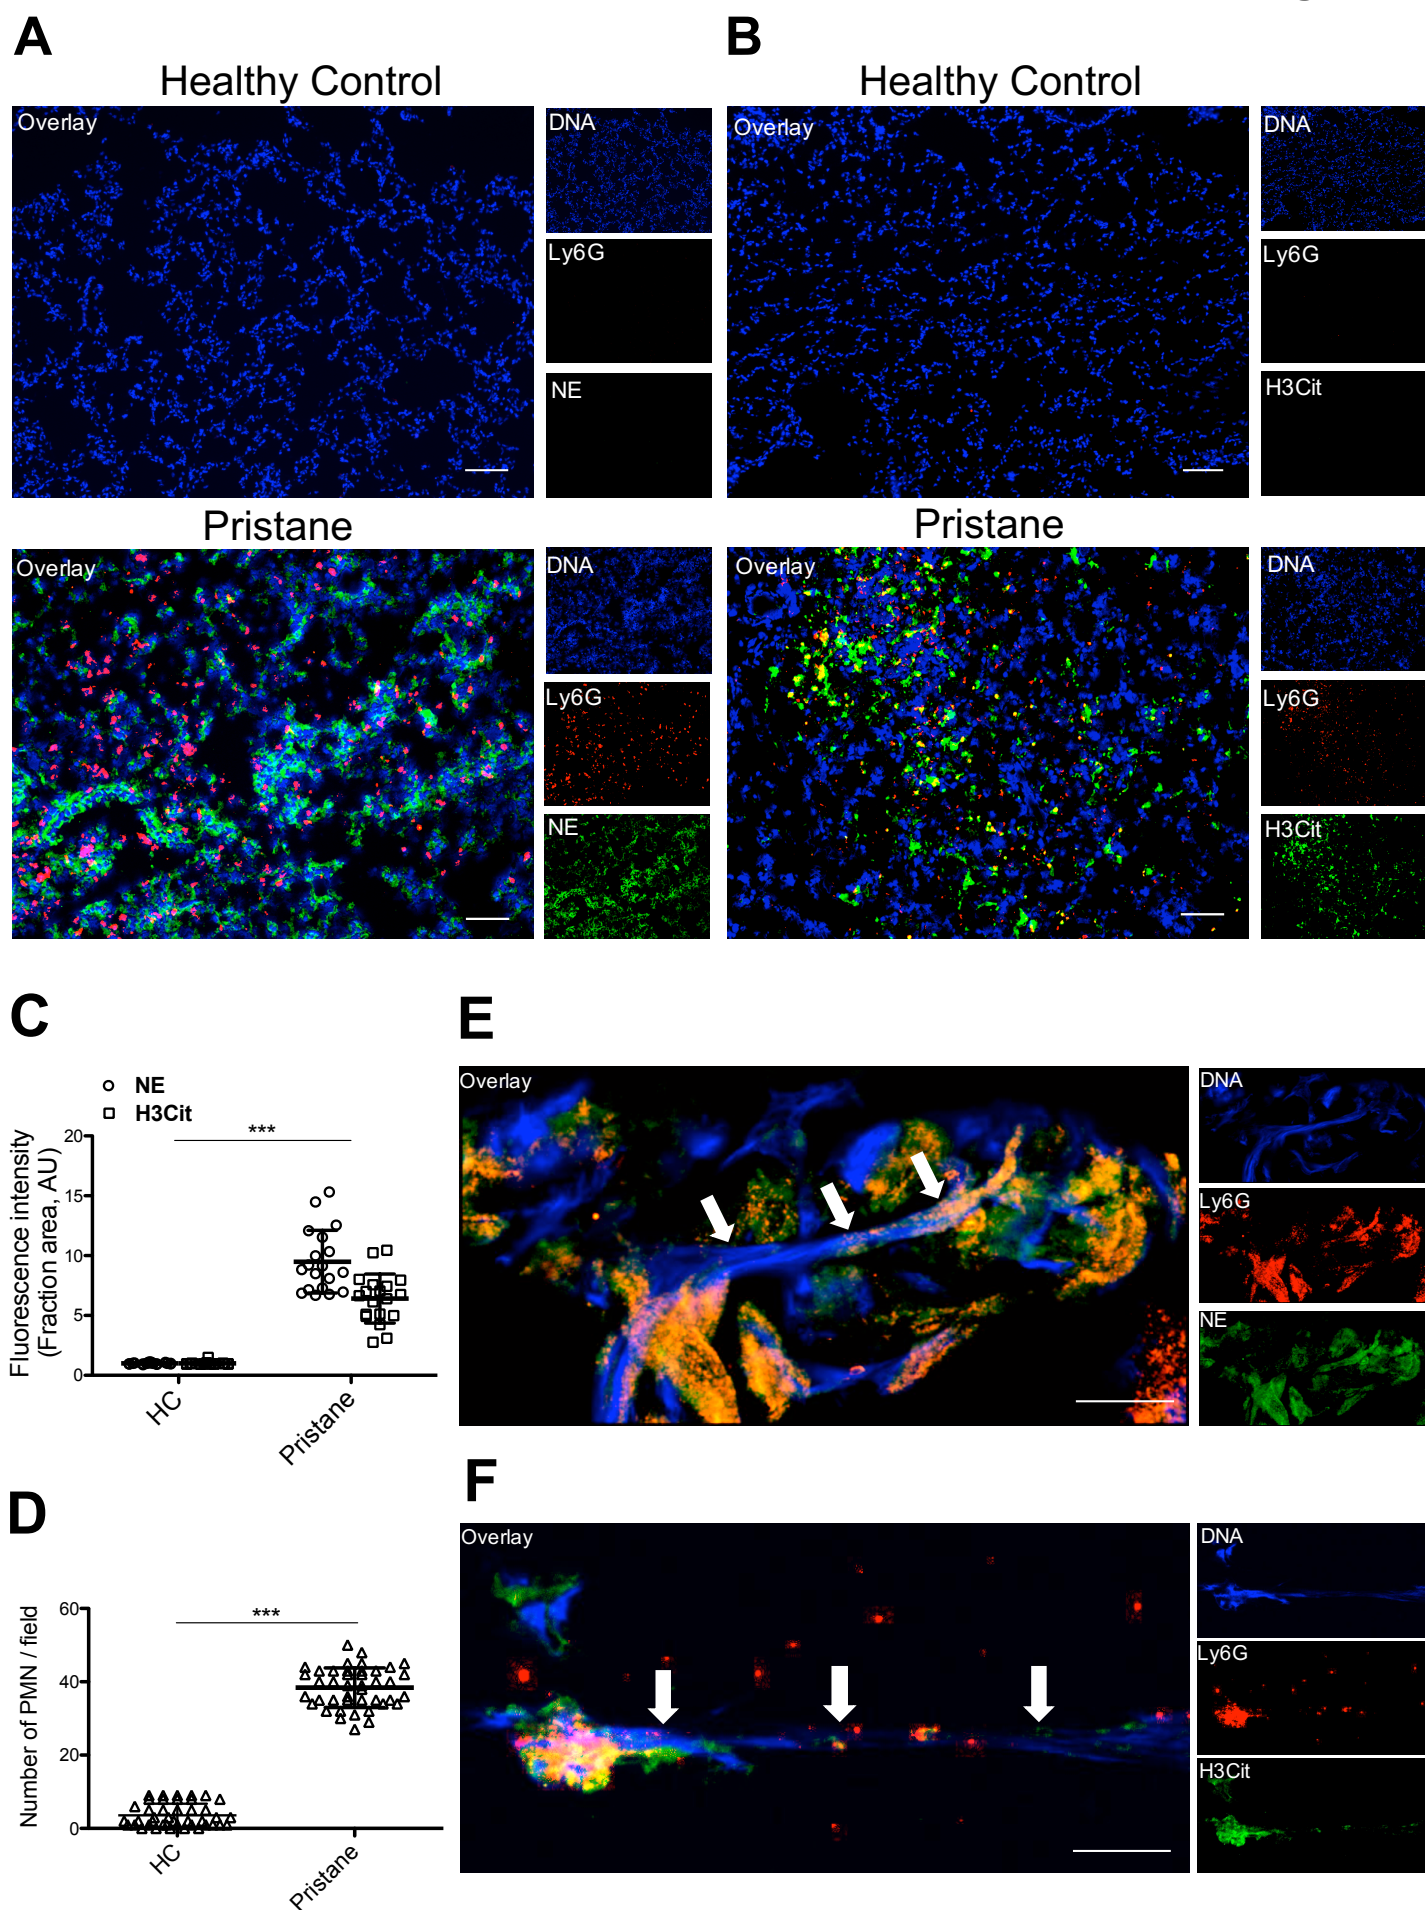 A
Healthy Control
Overlay
DNA
Ly6G
NE
Pristane
Overlay
DNA
Ly6G
NE
B
Healthy Control
Overlay
DNA
Ly6G
H3Cit
Pristane
Overlay
DNA
Ly6G
H3Cit
C
NE
H3Cit
Fluorescence intensity
(Fraction area, AU)
20
15
10
5
0
***
HC
Pristane
D
Number of PMN / field
60
40
20
0
***
HC
Pristane
E
Overlay
DNA
Ly6G
NE
F
Overlay
DNA
Ly6G
H3Cit